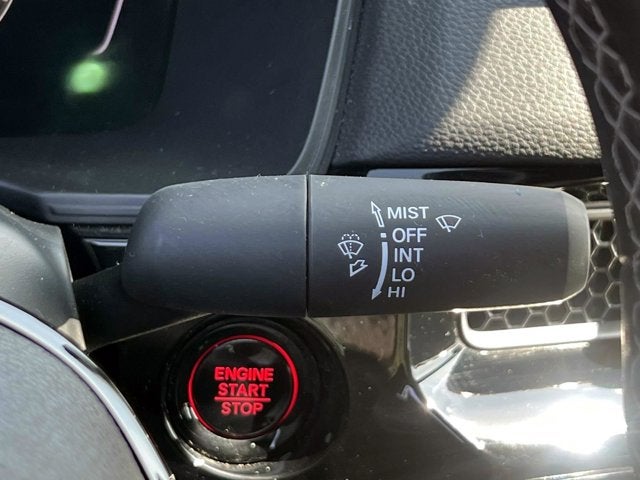 MIST
OFF
INT
LO
HI
ENGINE
START
STOP